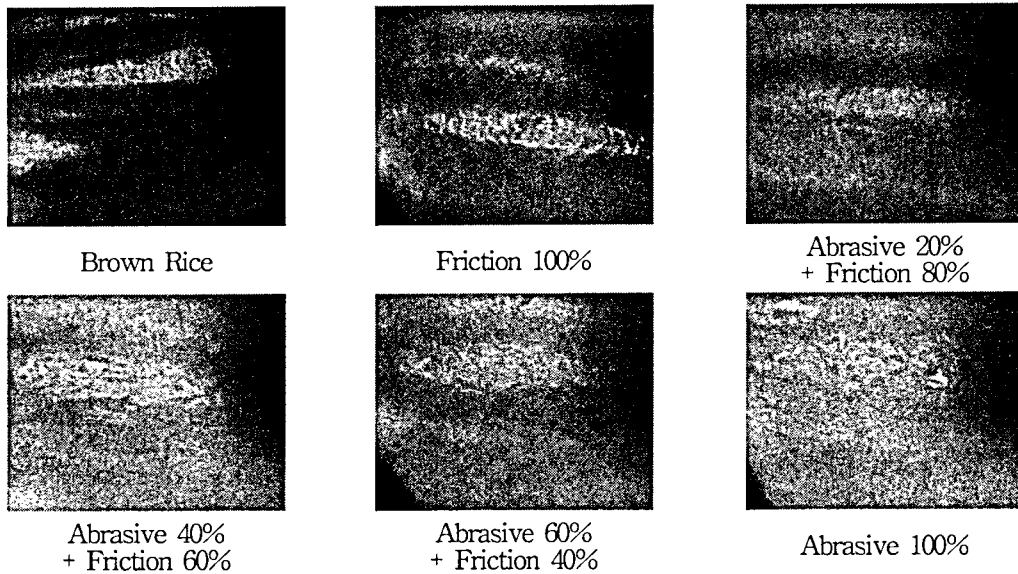 Brown Rice
Friction 100%
Abrasive 20%
+ Friction 80%
Abrasive 40%
+ Friction 60%
Abrasive 60%
+ Friction 40%
Abrasive 100%